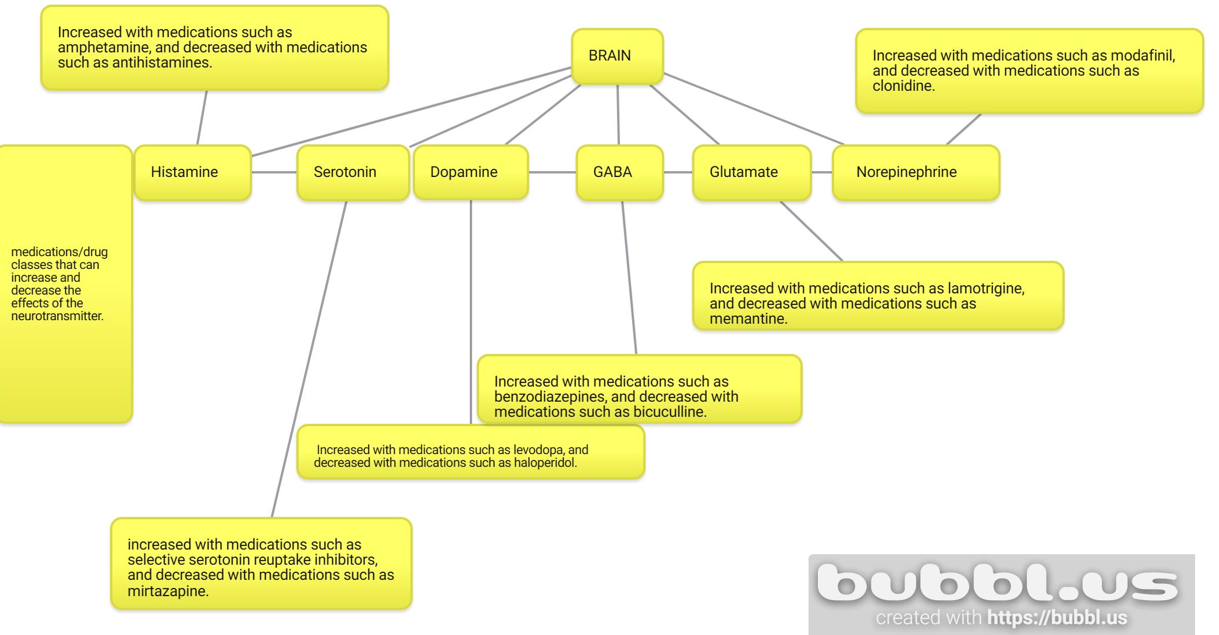 Increased with medications such as
amphetamine, and decreased with medications
such as antihistamines.
BRAIN
Increased with medications such as modafinil,
and decreased with medications such as
clonidine.
Histamine
Serotonin
Dopamine
GABA
Glutamate
Norepinephrine
medications/drug
classes that can
increase and
decrease the
effects of the
neurotransmitter.
Increased with medications such as lamotrigine,
and decreased with medications such as
memantine.
Increased with medications such as
benzodiazepines, and decreased with
medications such as bicuculline.
Increased with medications such as levodopa, and
decreased with medications such as haloperidol.
increased with medications such as
selective serotonin reuptake inhibitors,
and decreased with medications such as
mirtazapine.
bubbl.us
created with https://bubbl.us